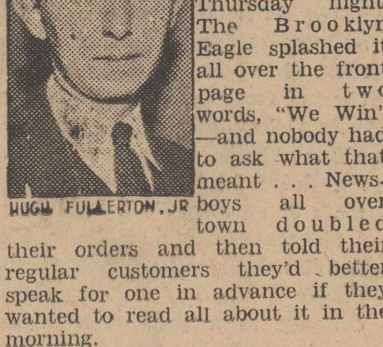 Thursday night
The Brooklyn
Eagle splashed it
all over the front
page in two
words, "We Win"
—and nobody had
to ask what that
meant . . . News-
HUGH FULLERTON, JR
boys all over
town doubled
their orders and then told their
regular customers they'd better
speak for one in advance if they
wanted to read all about it in the
morning.